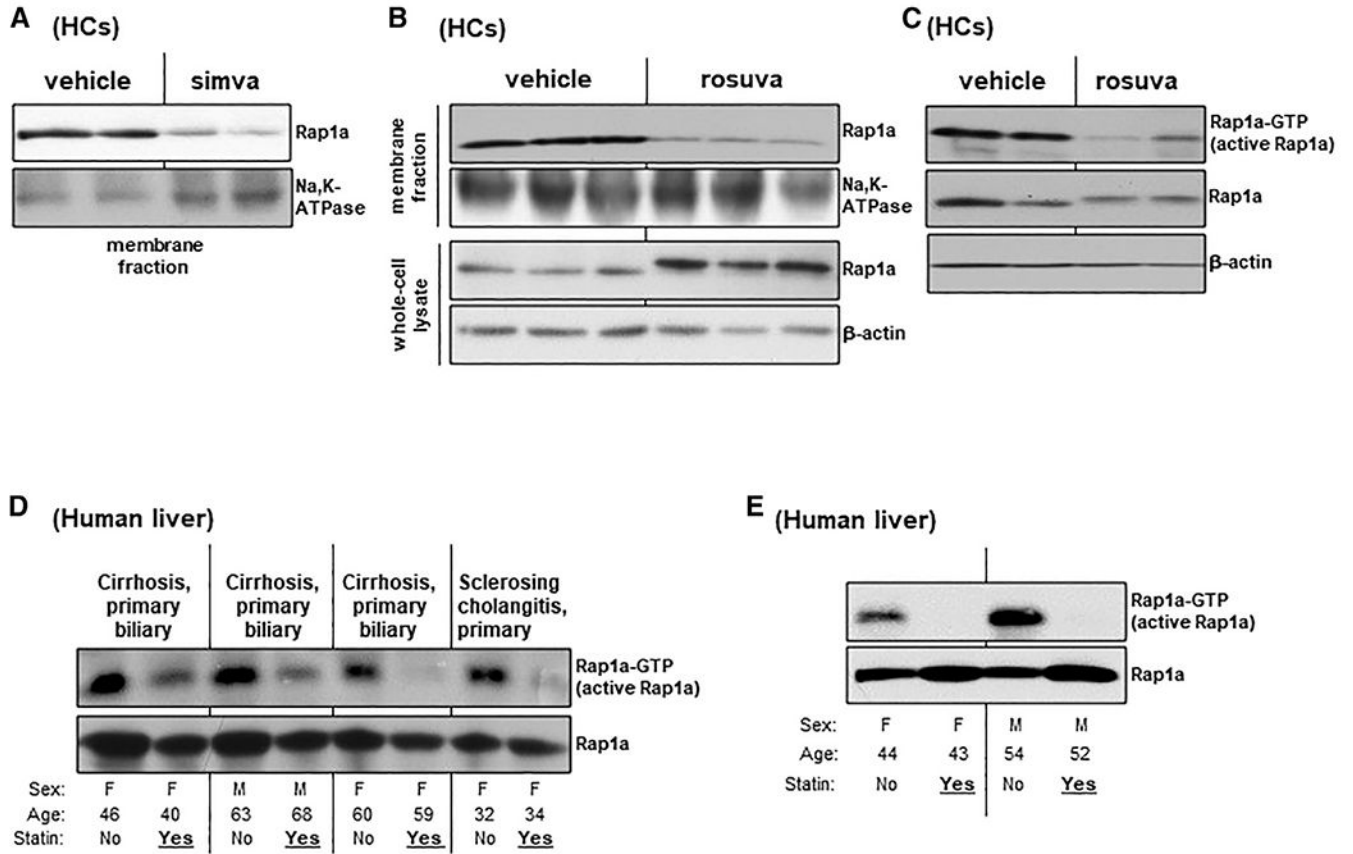 A (HCs)
vehicle simva
Rap1a
Na,K-
ATPase
membrane
fraction
B (HCs)
vehicle rosuva
membrane
fraction
Rap1a
Na,K-
ATPase
whole-cell
lysate
Rap1a
β-actin
C (HCs)
vehicle rosuva
Rap1a-GTP
(active Rap1a)
Rap1a
β-actin
D (Human liver)
Cirrhosis,
primary
biliary
Cirrhosis,
primary
biliary
Cirrhosis,
primary
biliary
Sclerosing
cholangitis,
primary
Rap1a-GTP
(active Rap1a)
Rap1a
Sex: F F M M F F F F
Age: 46 40 63 68 60 59 32 34
Statin: No Yes No Yes No Yes No Yes
E (Human liver)
Rap1a-GTP
(active Rap1a)
Rap1a
Sex: F F M M
Age: 44 43 54 52
Statin: No Yes No Yes